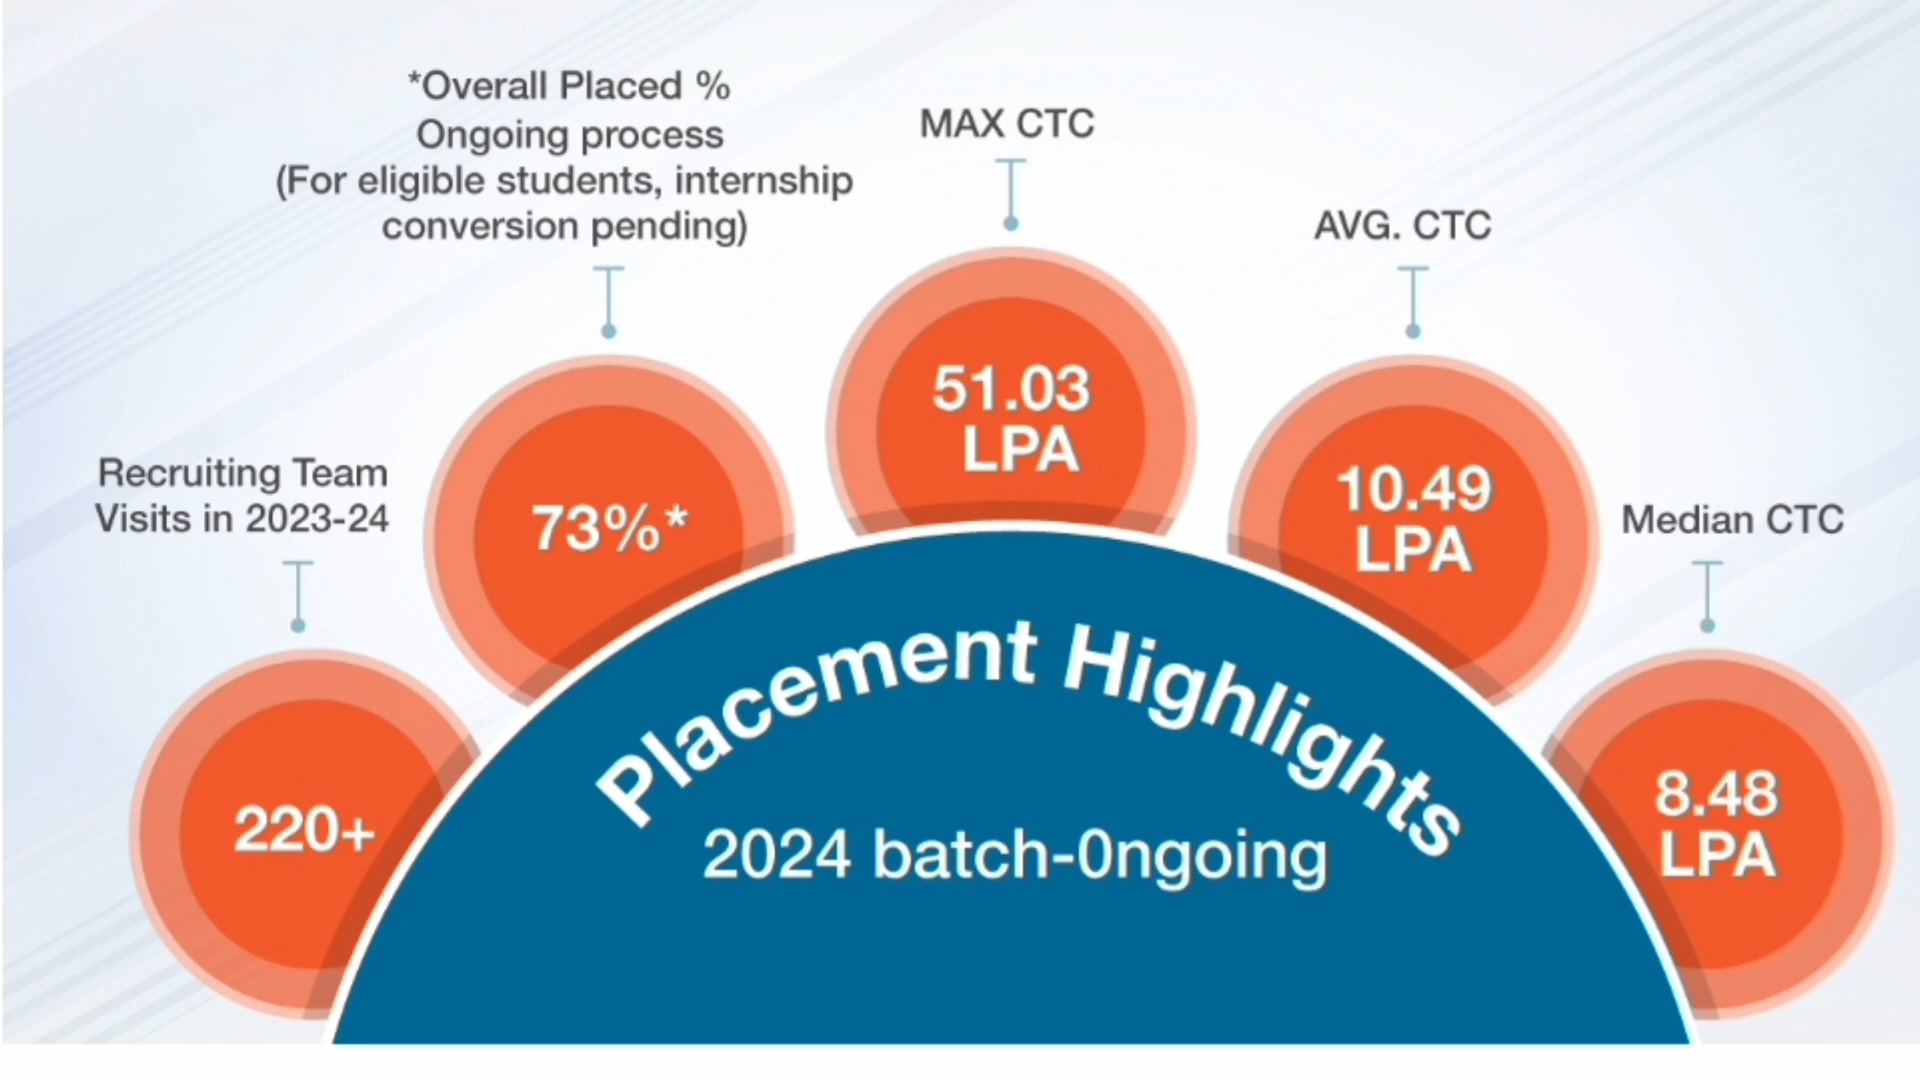 *Overall Placed %
Ongoing process
(For eligible students, internship
conversion pending)
MAX CTC
AVG. CTC
Recruiting Team
Visits in 2023-24
Median CTC
220+
73%*
51.03
LPA
10.49
LPA
8.48
LPA
Placement Highlights
2024 batch-0ngoing